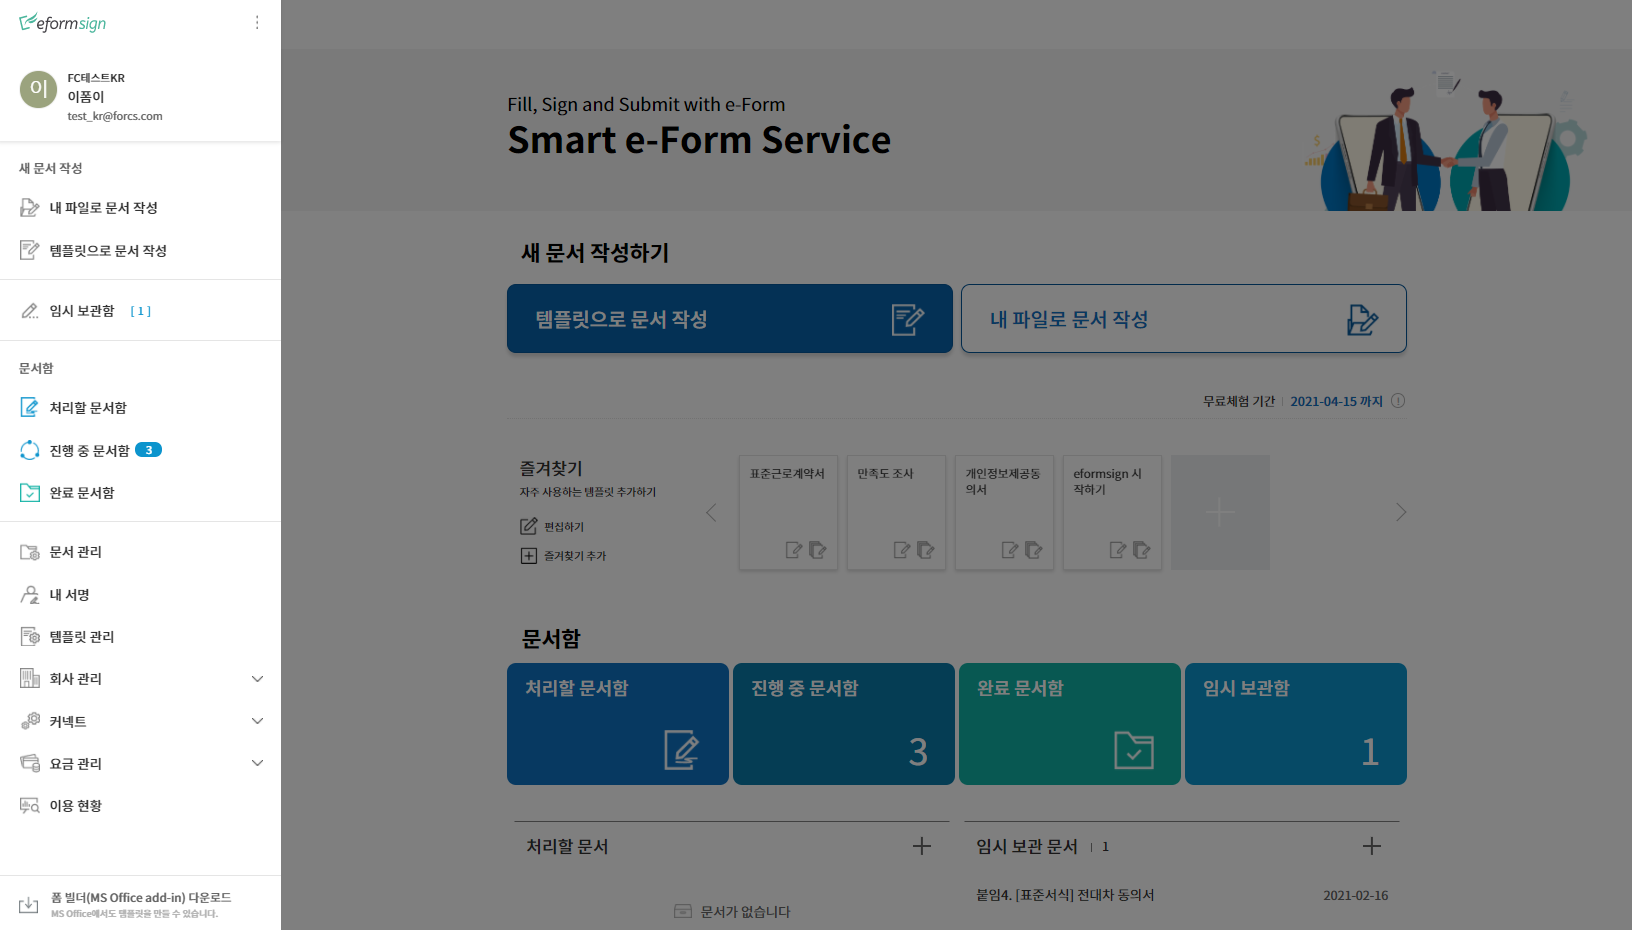 eformsign
이
FC테스트KR
이폼이
test_kr@forcs.com
새 문서 작성
내 파일로 문서 작성
템플릿으로 문서 작성
임시 보관함 [ 1 ]
문서함
처리할 문서함
진행 중 문서함 3
완료 문서함
문서 관리
내 서명
템플릿 관리
회사 관리
커넥트
요금 관리
이용 현황
폼 빌더(MS Office add-in) 다운로드
MS Office에서도 템플릿을 만들 수 있습니다.
Fill, Sign and Submit with e-Form
Smart e-Form Service
새 문서 작성하기
템플릿으로 문서 작성
내 파일로 문서 작성
무료체험 기간 | 2021-04-15 까지
즐겨찾기
자주 사용하는 템플릿 추가하기
편집하기
즐겨찾기 추가
표준근로계약서
만족도 조사
개인정보제공동
의서
eformsign 시
작하기
문서함
처리할 문서함
진행 중 문서함
3
완료 문서함
임시 보관함
1
처리할 문서
문서가 없습니다
임시 보관 문서 | 1
붙임4. [표준서식] 전대차 동의서 2021-02-16